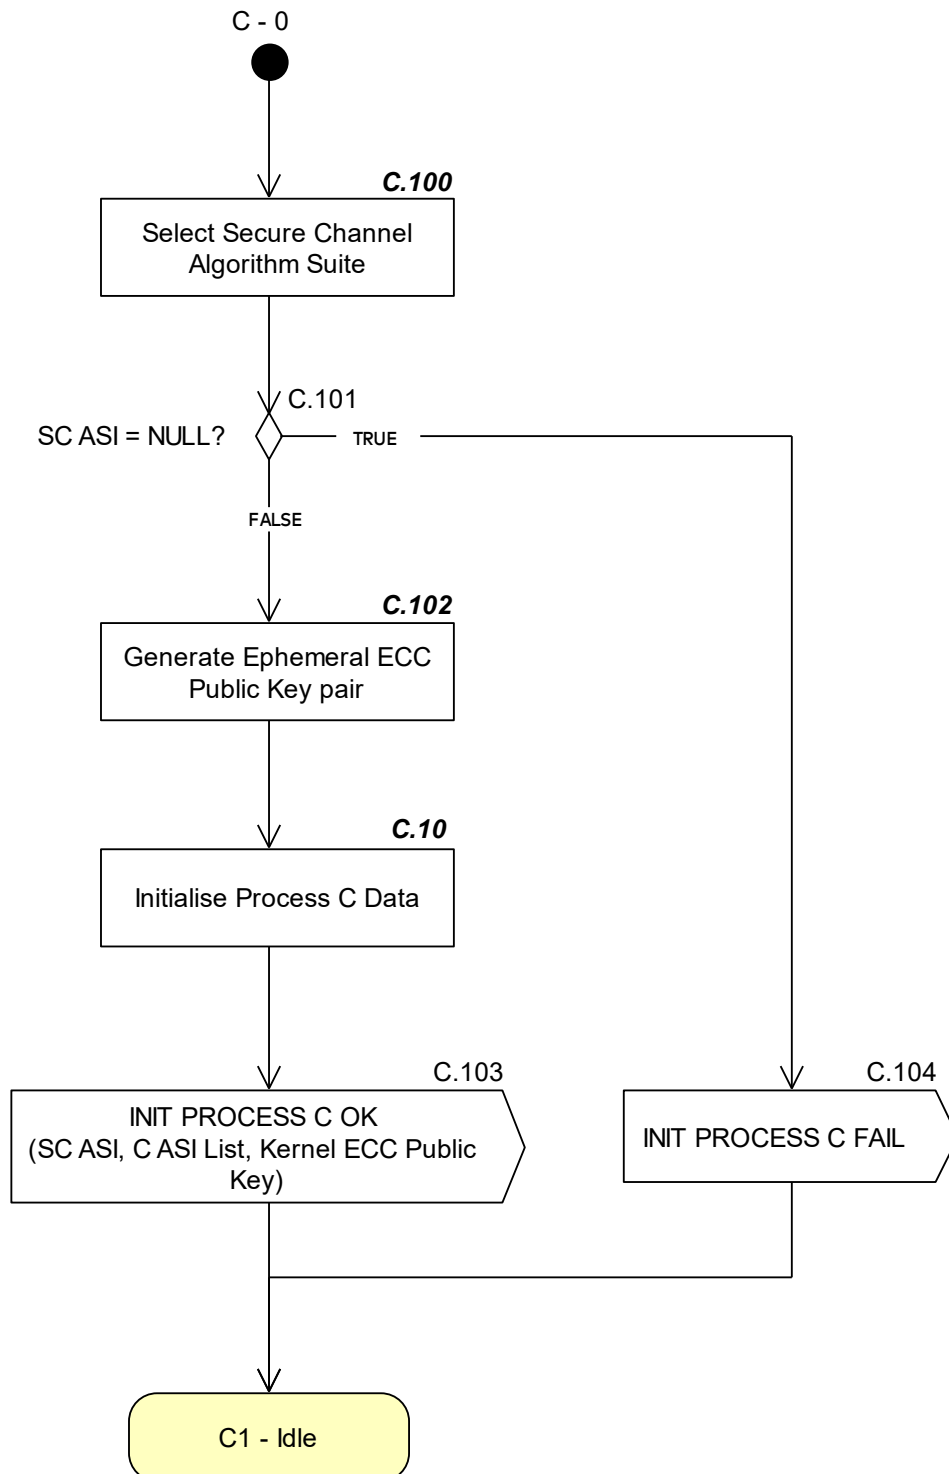 C - 0
C.100
Select Secure Channel
Algorithm Suite
C.101
SC ASI = NULL?
TRUE
FALSE
C.102
Generate Ephemeral ECC
Public Key pair
C.10
Initialise Process C Data
C.103
INIT PROCESS C OK
(SC ASI, C ASI List, Kernel ECC Public
Key)
C.104
INIT PROCESS C FAIL
C1 - Idle